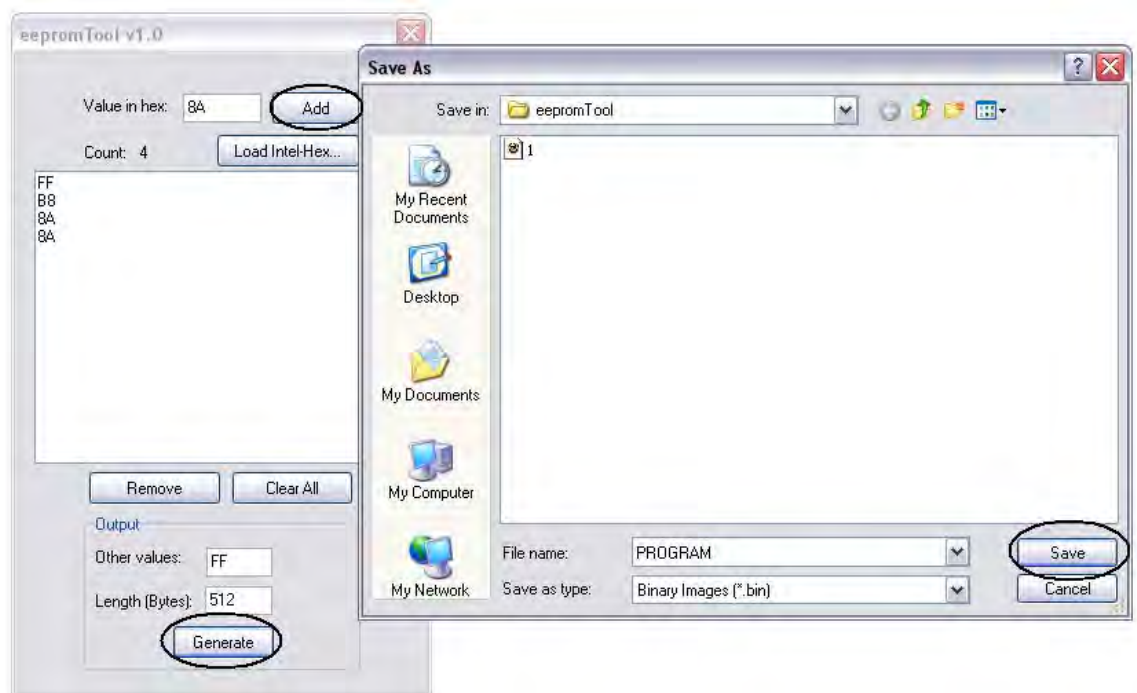 eepromTool v1.0
Value in hex: 8A Add
Count: 4 Load Intel-Hex...
FF
B8
8A
8A
Remove Clear All
Output
Other values: FF
Length (Bytes): 512
Generate
Save As
Save in: eepromTool
1
My Recent
Documents
Desktop
My Documents
My Computer
My Network
File name: PROGRAM Save
Save as type: Binary Images (*.bin) Cancel